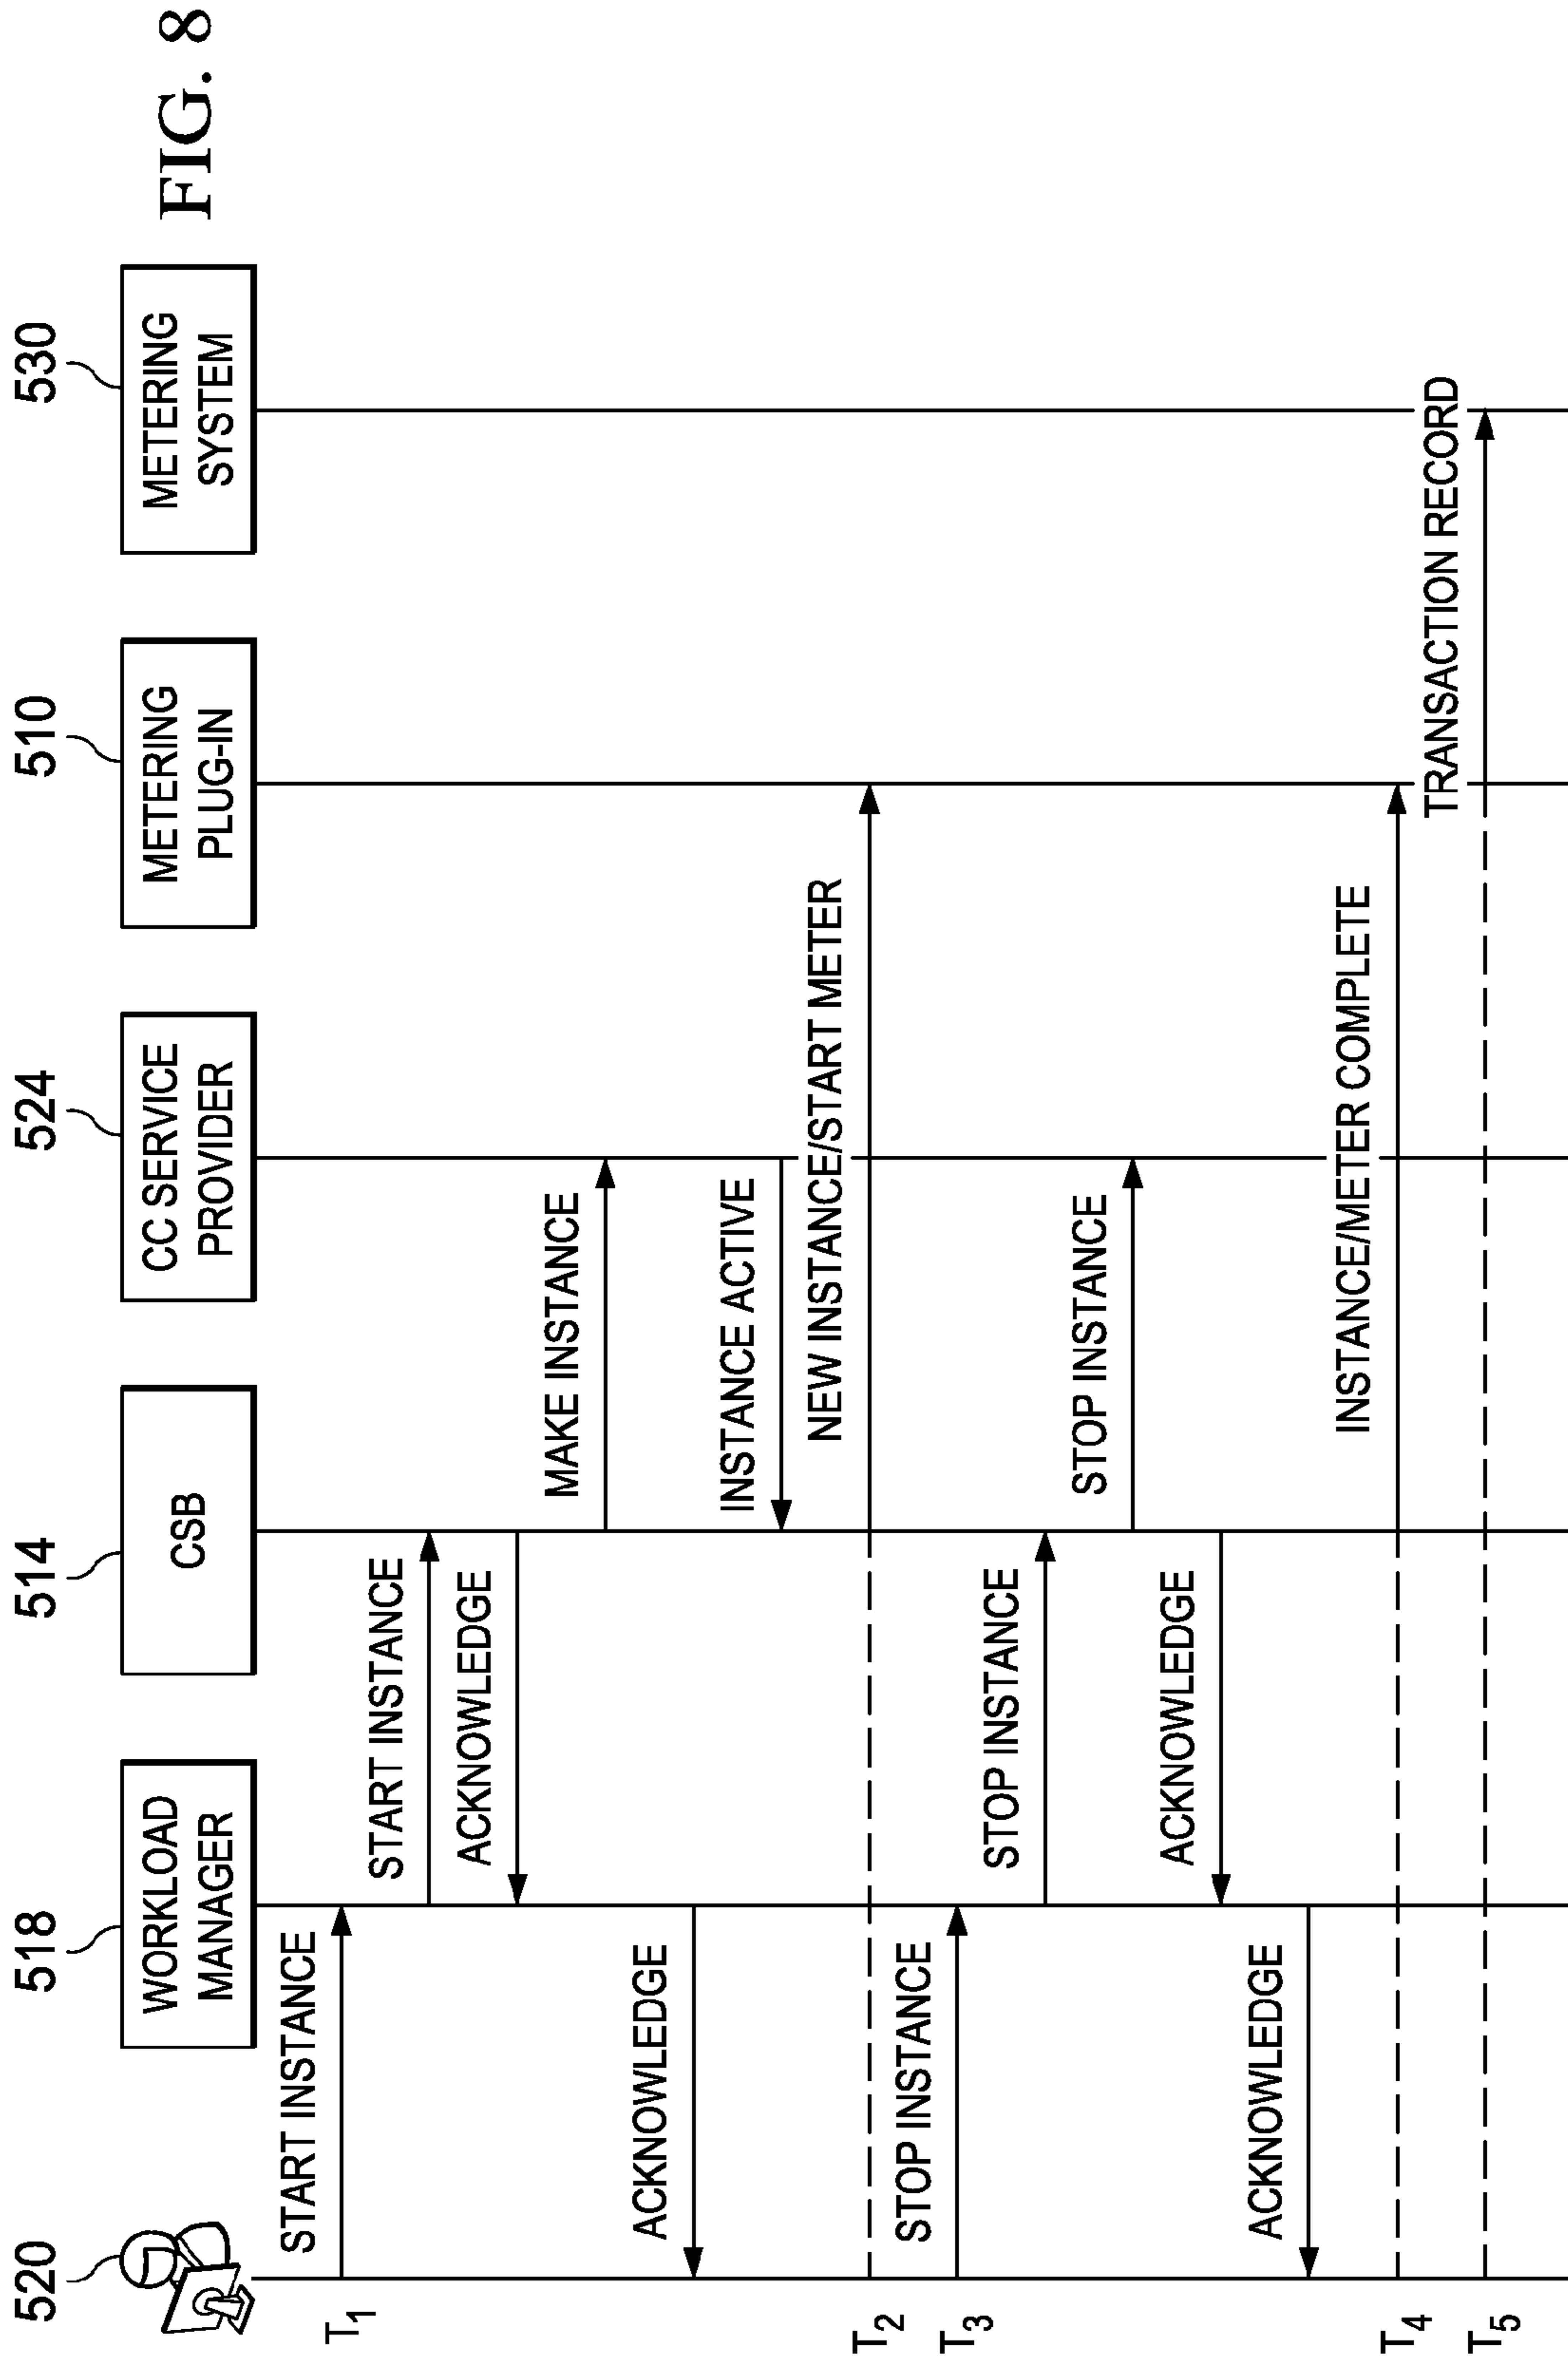 FIG. 8
520
518
514
524
510
530
WORKLOAD
MANAGER
CSB
CC SERVICE
PROVIDER
METERING
PLUG-IN
METERING
SYSTEM
T1
START INSTANCE
START INSTANCE
ACKNOWLEDGE
MAKE INSTANCE
ACKNOWLEDGE
INSTANCE ACTIVE
NEW INSTANCE/START METER
T2
STOP INSTANCE
T3
STOP INSTANCE
STOP INSTANCE
ACKNOWLEDGE
ACKNOWLEDGE
INSTANCE/METER COMPLETE
T4
TRANSACTION RECORD
T5